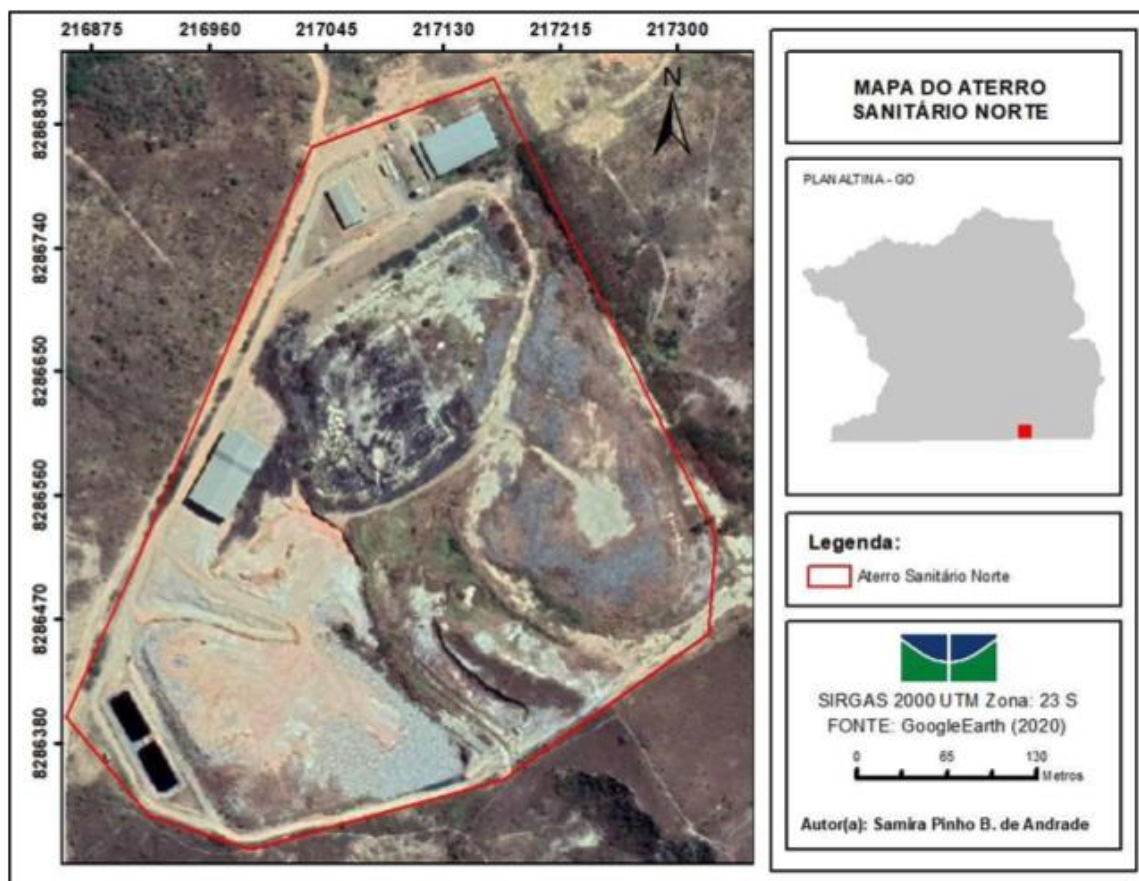 216875 216960 217045 217130 217215 217300
8286830
8286740
8286650
8286560
8286470
8286380
N
MAPA DO ATERRO
SANITÁRIO NORTE
PLANALTINA - GO
Legenda:
Aterro Sanitário Norte
SIRGAS 2000 UTM Zona: 23 S
FONTE: GoogleEarth (2020)
0 65 130
Metros
Autor(a): Samira Pinho B. de Andrade